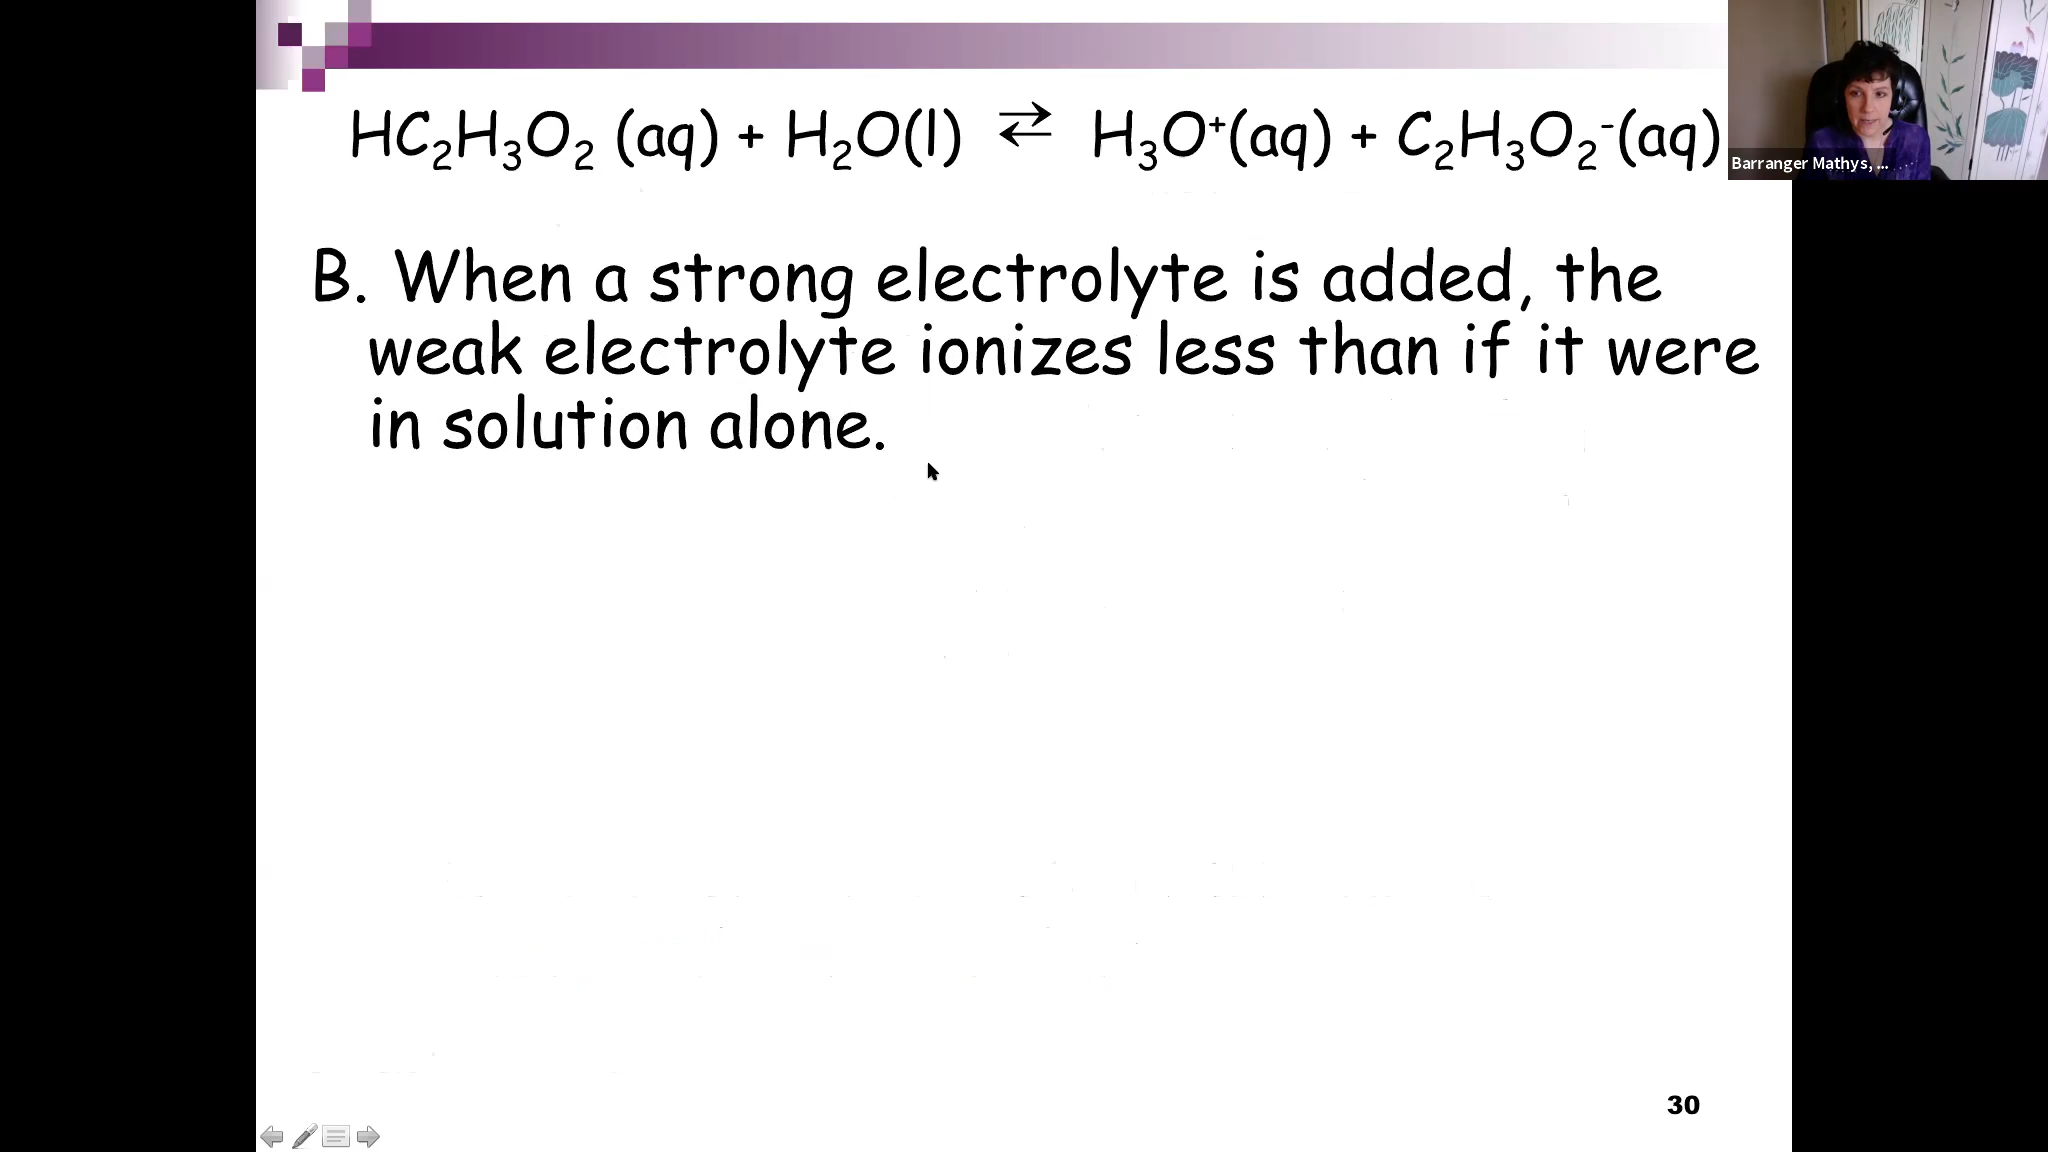 HC₂H₃O₂ (aq) + H₂O(l) ⇄ H₃O⁺(aq) + C₂H₃O₂⁻(aq)
Barranger Mathys, ...
B. When a strong electrolyte is added, the
weak electrolyte ionizes less than if it were
in solution alone.
30